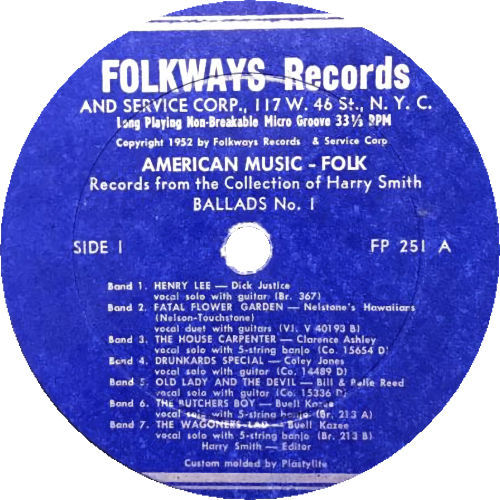 FOLKWAYS Records
AND SERVICE CORP., 117 W. 46 St., N. Y. C.
Long Playing Non-Breakable Micro Groove 33⅓ RPM
Copyright 1952 by Folkways Records & Service Corp
AMERICAN MUSIC - FOLK
Records from the Collection of Harry Smith
BALLADS No. 1
SIDE 1
FP 251 A
Band 1. HENRY LEE — Dick Justice
vocal solo with guitar (Br. 367)
Band 2. FATAL FLOWER GARDEN — Nelstone's Hawaiians
(Nelson-Touchstone)
vocal duet with guitars (VI. V 40193 B)
Band 3. THE HOUSE CARPENTER — Clarence Ashley
vocal solo with 5-string banjo (Co. 15654 D)
Band 4. DRUNKARDS SPECIAL — Coley Jones
vocal solo with guitar (Co. 14489 D)
Band 5. OLD LADY AND THE DEVIL — Bill & Belle Reed
vocal solo with guitar (Co. 15336 D)
Band 6. THE BUTCHERS BOY — Buell Kazee
vocal solo with 5-string banjo (Br. 213 A)
Band 7. THE WAGONERS LAD — Buell Kazee
vocal solo with 5-string banjo (Br. 213 B)
Harry Smith — Editor
Custom molded by Plastylite